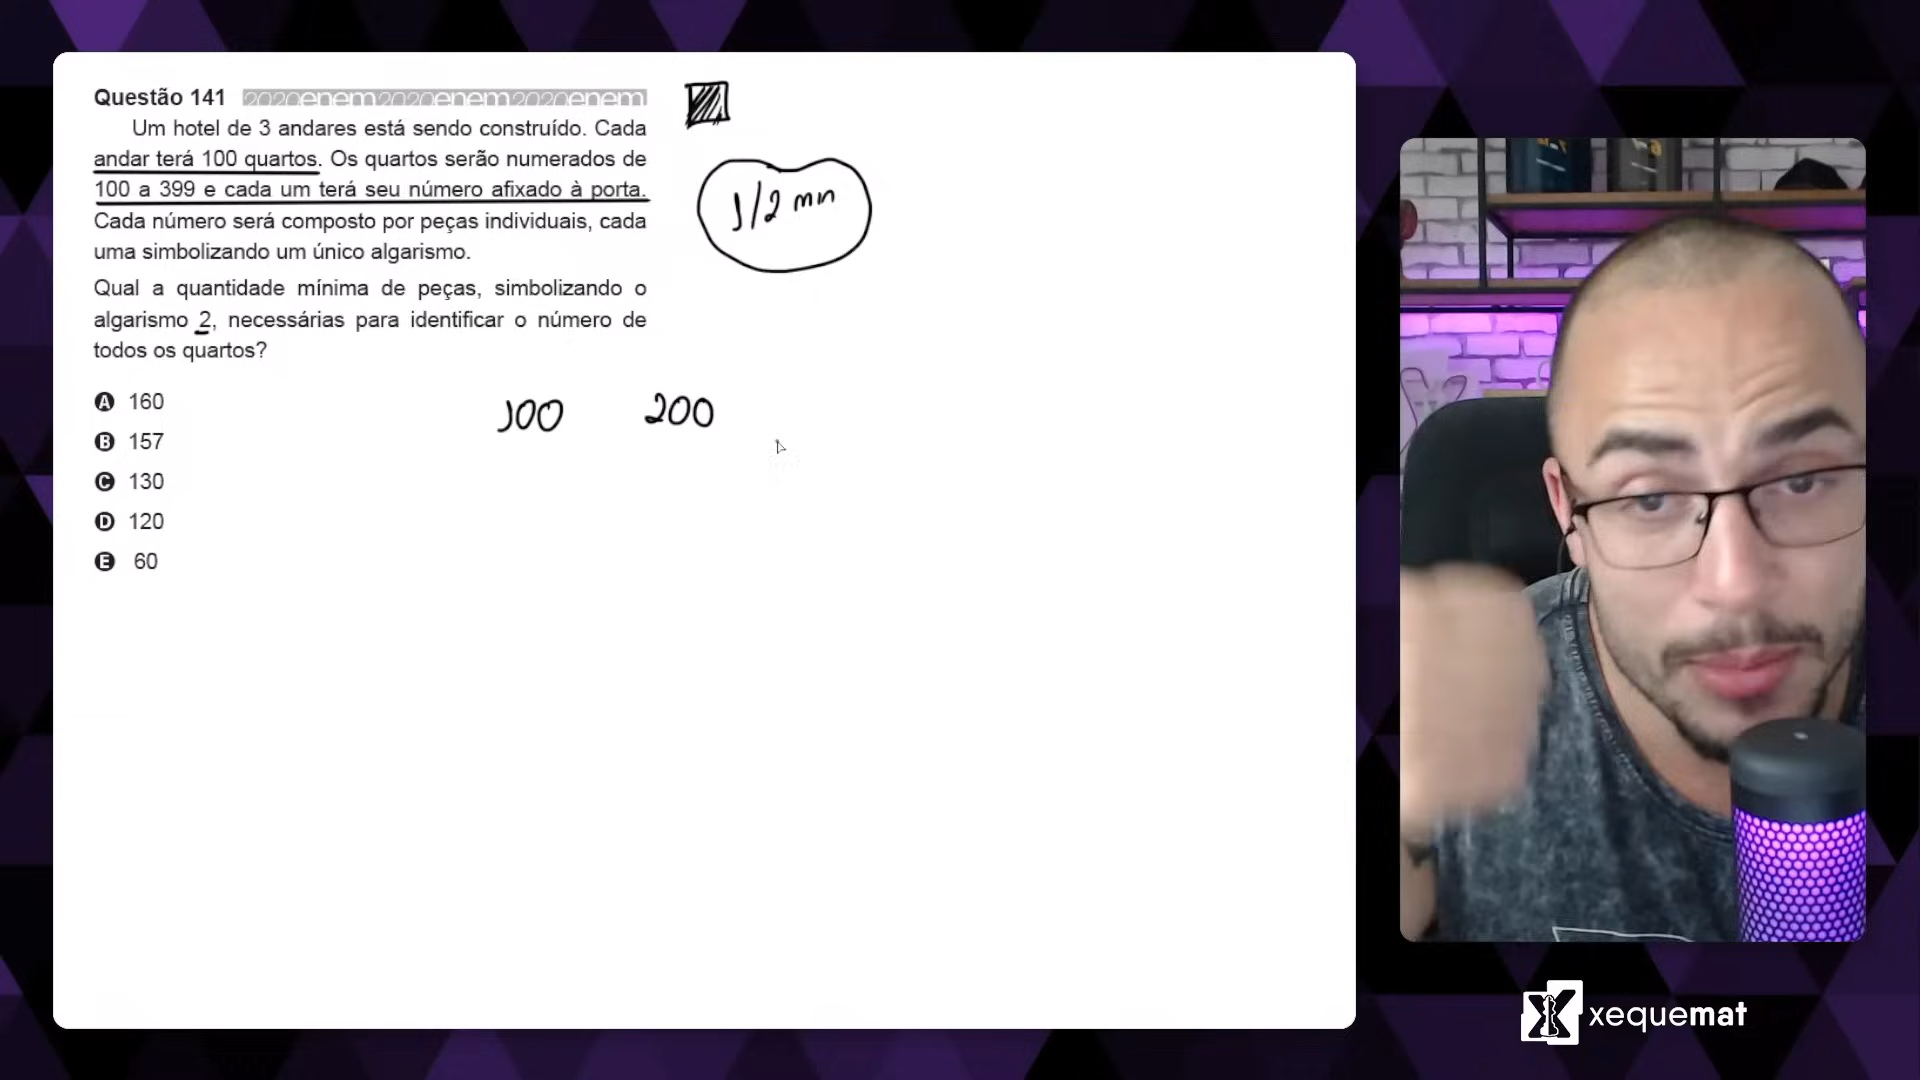 Questão 141 2020enem2020enem2020enem
Um hotel de 3 andares está sendo construído. Cada
andar terá 100 quartos. Os quartos serão numerados de
100 a 399 e cada um terá seu número afixado à porta.
Cada número será composto por peças individuais, cada
uma simbolizando um único algarismo.
Qual a quantidade mínima de peças, simbolizando o
algarismo 2, necessárias para identificar o número de
todos os quartos?
A 160
B 157
C 130
D 120
E 60
1/2 min
100 200
xequemat